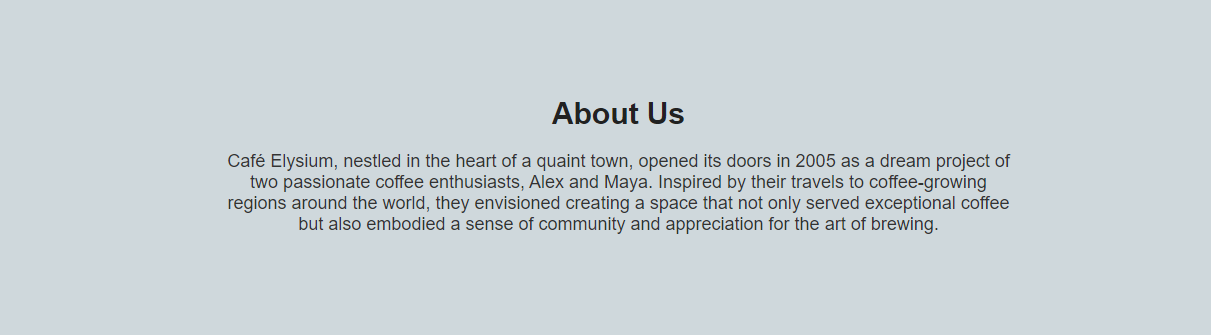 About Us
Café Elysium, nestled in the heart of a quaint town, opened its doors in 2005 as a dream project of
two passionate coffee enthusiasts, Alex and Maya. Inspired by their travels to coffee-growing
regions around the world, they envisioned creating a space that not only served exceptional coffee
but also embodied a sense of community and appreciation for the art of brewing.